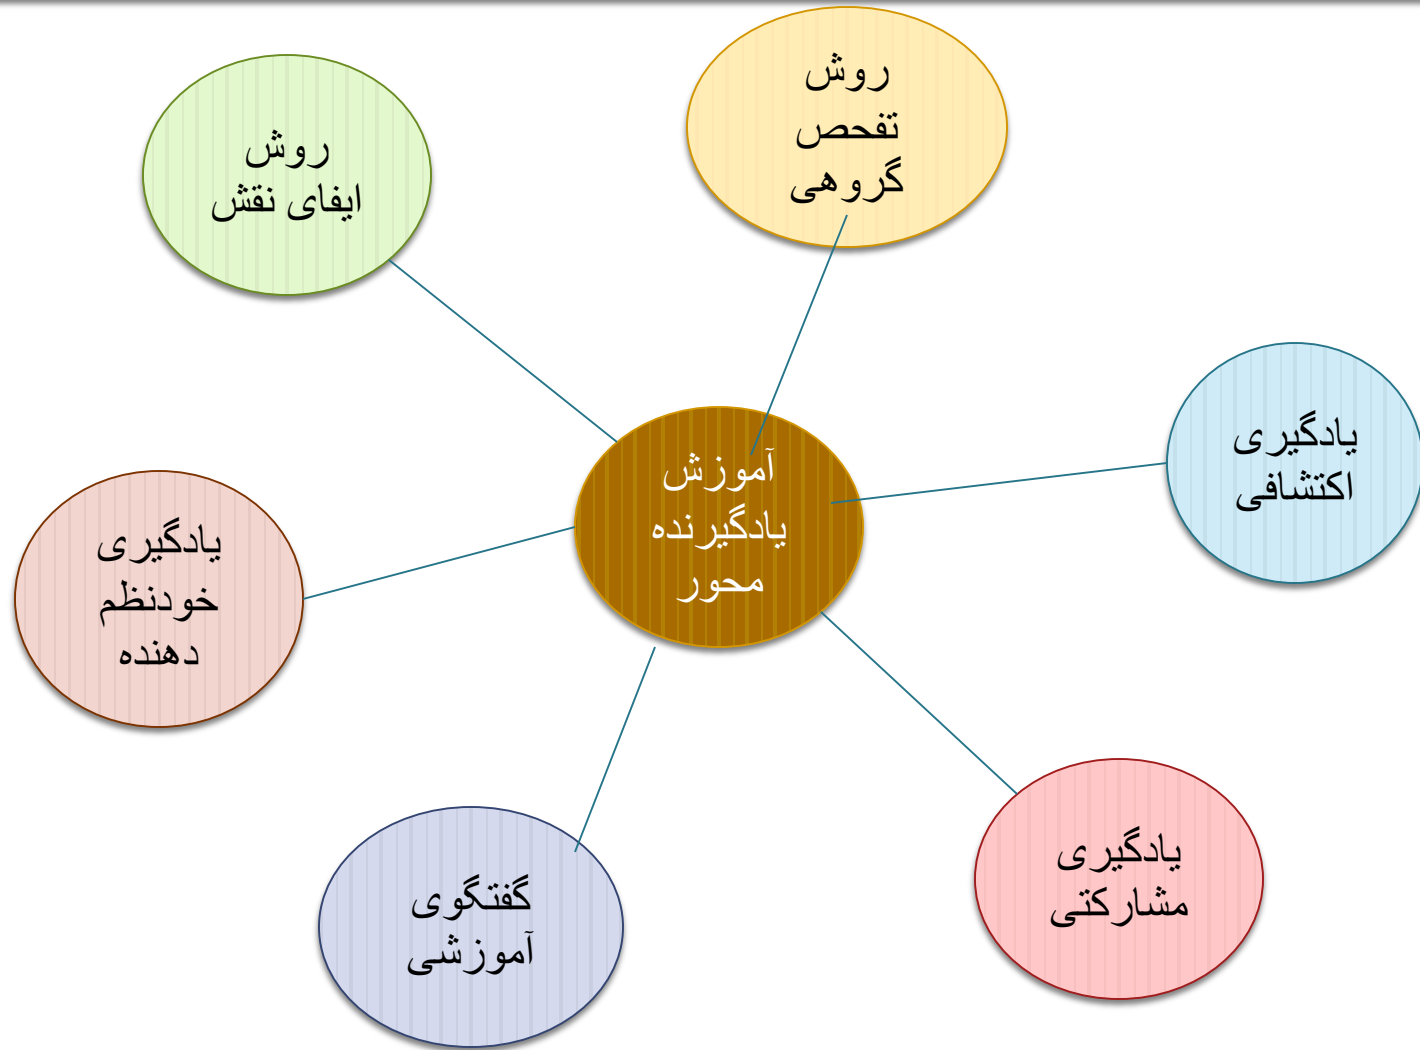 روش
تفحص
گروهی
روش
ایفای نقش
یادگیری
اکتشافی
آموزش
یادگیرنده
محور
یادگیری
خودنظم
دهنده
یادگیری
مشارکتی
گفتگوی
آموزشی